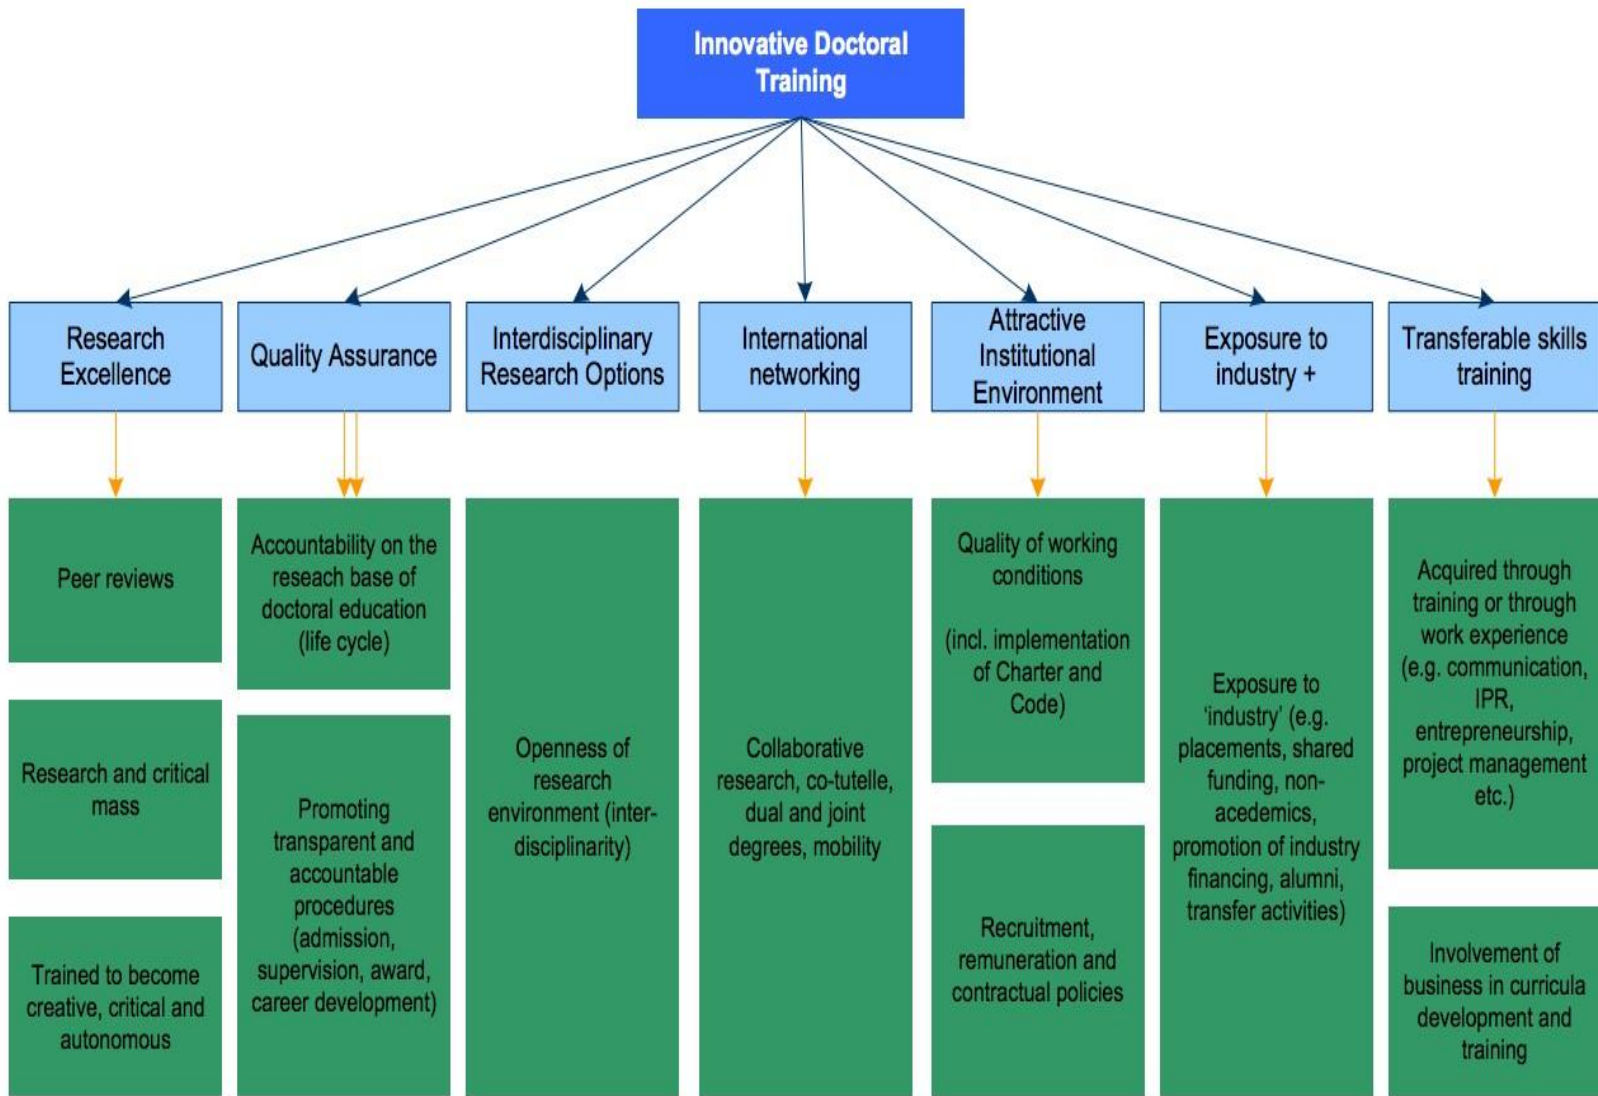 Innovative Doctoral
Training
Research
Excellence
Quality Assurance
Interdisciplinary
Research Options
International
networking
Attractive
Institutional
Environment
Exposure to
industry +
Transferable skills
training
Peer reviews
Research and critical
mass
Trained to become
creative, critical and
autonomous
Accountability on the
reseach base of
doctoral education
(life cycle)
Promoting
transparent and
accountable
procedures
(admission,
supervision, award,
career development)
Openness of
research
environment (inter-
disciplinarity)
Collaborative
research, co-tutelle,
dual and joint
degrees, mobility
Quality of working
conditions
(incl. implementation
of Charter and
Code)
Recruitment,
remuneration and
contractual policies
Exposure to
‘industry’ (e.g.
placements, shared
funding, non-
acedemics,
promotion of industry
financing, alumni,
transfer activities)
Acquired through
training or through
work experience
(e.g. communication,
IPR,
entrepreneurship,
project management
etc.)
Involvement of
business in curricula
development and
training